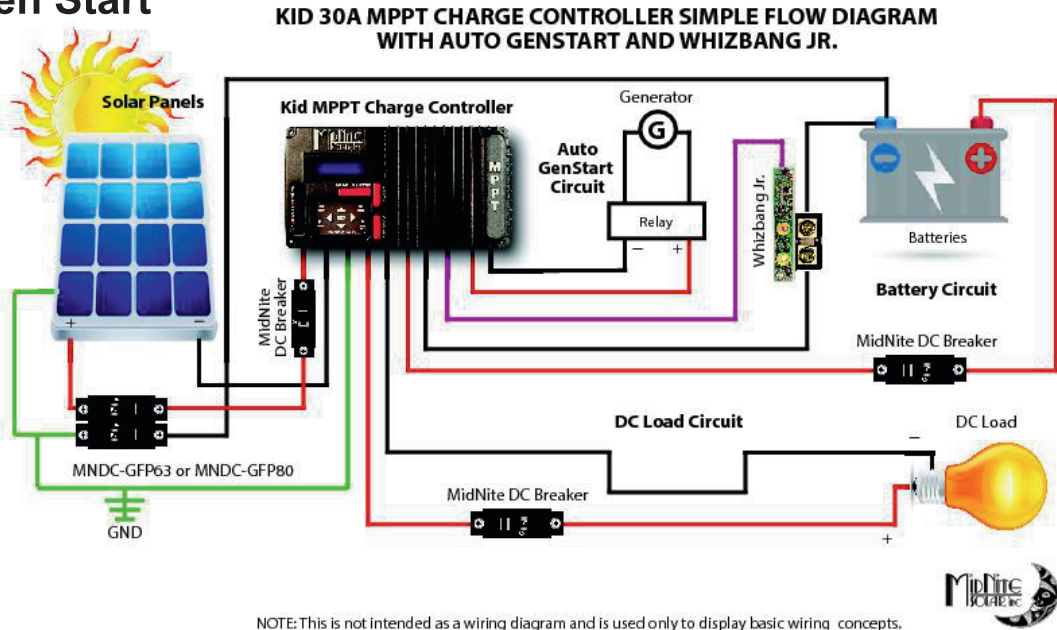 en Start
KID 30A MPPT CHARGE CONTROLLER SIMPLE FLOW DIAGRAM
WITH AUTO GENSTART AND WHIZBANG JR.
Solar Panels
Kid MPPT Charge Controller
Generator
G
Auto
GenStart
Circuit
Relay
− +
MIDNITE
SOLAR
MPPT
Whizbang Jr.
Batteries
Battery Circuit
MidNite
DC Breaker
MidNite DC Breaker
+ −
DC Load Circuit
DC Load
−
MNDC-GFP63 or MNDC-GFP80
MidNite DC Breaker
GND
+
MIDNITE
SOLAR INC
NOTE: This is not intended as a wiring diagram and is used only to display basic wiring concepts.